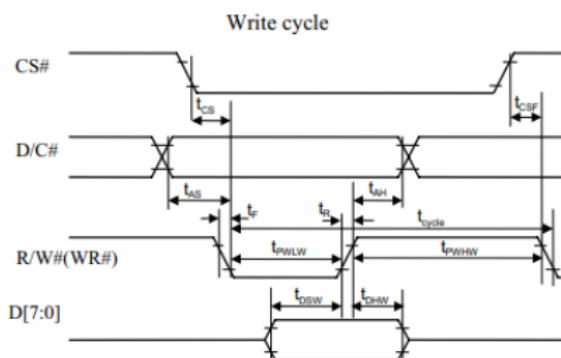 Write cycle
CS#
tCS
tCSF
D/C#
tAS
tAH
tF
tR
tcycle
R/W#(WR#)
tPWLW
tPWHW
D[7:0]
tDSW
tDHW